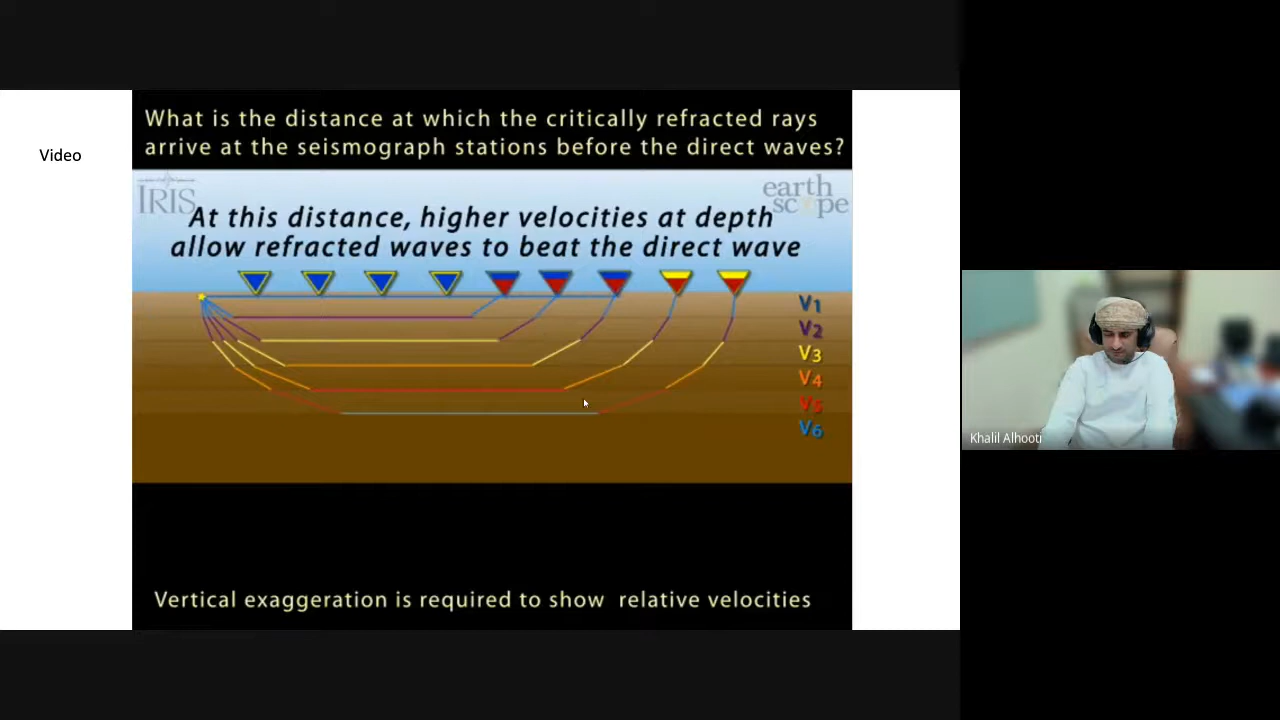 What is the distance at which the critically refracted rays
arrive at the seismograph stations before the direct waves?
Video
IRIS
earth
scope
At this distance, higher velocities at depth
allow refracted waves to beat the direct wave
V1
V2
V3
V4
V5
V6
Khalil Alhooti
Vertical exaggeration is required to show relative velocities